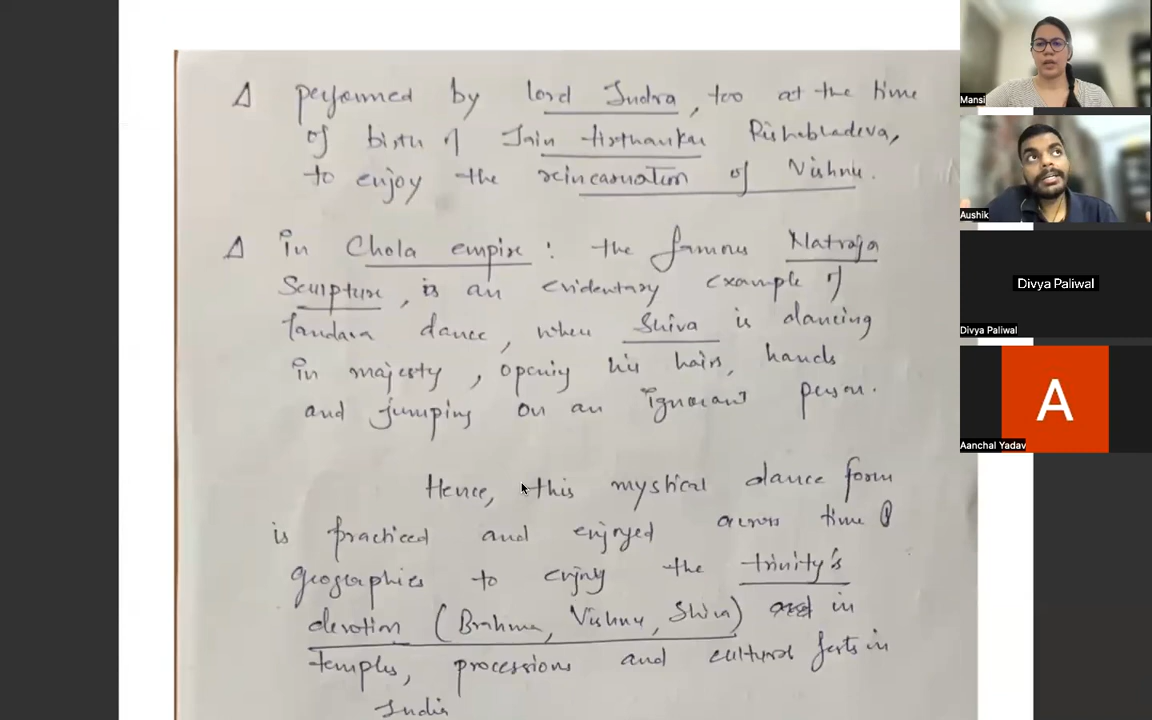 Δ performed by lord Indra, too at the time
of birth of Jain tirthankar Rishabhadeva,
to enjoy the reincarnation of Vishnu.
Δ in Chola empire : the famous Natraja
Sculpture, is an evidentary example of
Tandava dance, when Shiva is dancing
in majesty, opening his hairs, hands
and jumping on an ignorant person.
Hence, this mystical dance form
is practiced and enjoyed across time &
geographies to enjoy the trinity's
devotion (Brahma, Vishnu, Shiva) in
temples, processions and cultural fests in
India
Mansi
Aushik
Divya Paliwal
Divya Paliwal
A
Aanchal Yadav